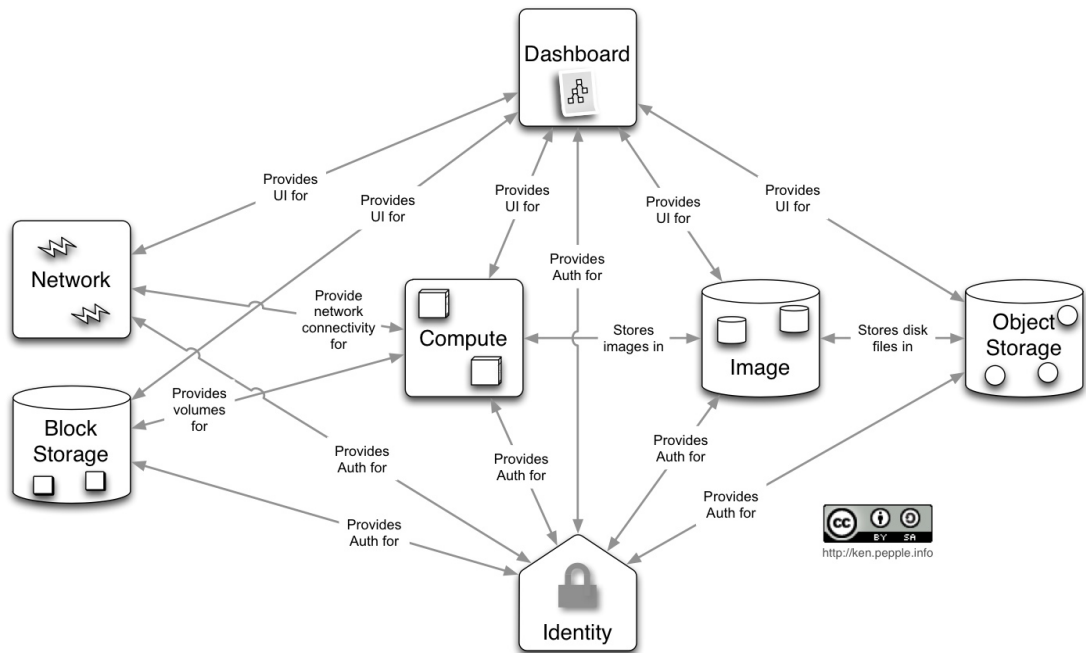 Dashboard
Provides
UI for
Provides
UI for
Provides
UI for
Provides
UI for
Provides
UI for
Provides
Auth for
Network
Provide
network
connectivity
for
Compute
Stores
images in
Image
Stores disk
files in
Object
Storage
Provides
volumes
for
Block
Storage
Provides
Auth for
Provides
Auth for
Provides
Auth for
Provides
Auth for
Provides
Auth for
cc
BY SA
http://ken.pepple.info
Identity